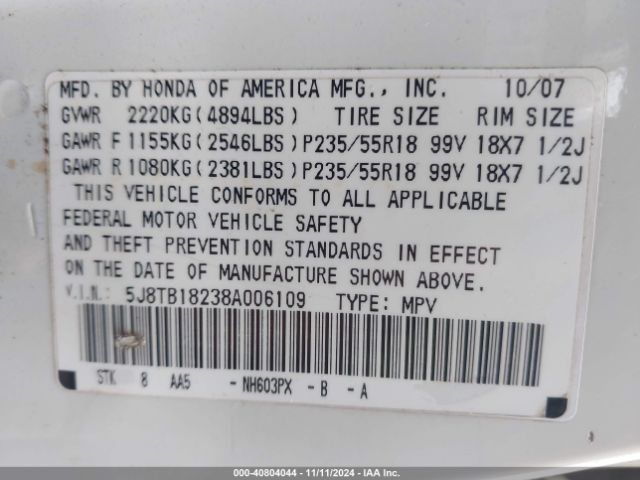 MFD. BY HONDA OF AMERICA MFG., INC. 10/07
GVWR 2220KG(4894LBS) TIRE SIZE RIM SIZE
GAWR F 1155KG(2546LBS) P235/55R18 99V 18X7 1/2J
GAWR R 1080KG(2381LBS) P235/55R18 99V 18X7 1/2J
THIS VEHICLE CONFORMS TO ALL APPLICABLE
FEDERAL MOTOR VEHICLE SAFETY
AND THEFT PREVENTION STANDARDS IN EFFECT
ON THE DATE OF MANUFACTURE SHOWN ABOVE.
V.I.N.: 5J8TB18238A006109 TYPE: MPV
STK 8 AA5 -NH603PX -B -A
000-40804044 - 11/11/2024 - IAA Inc.